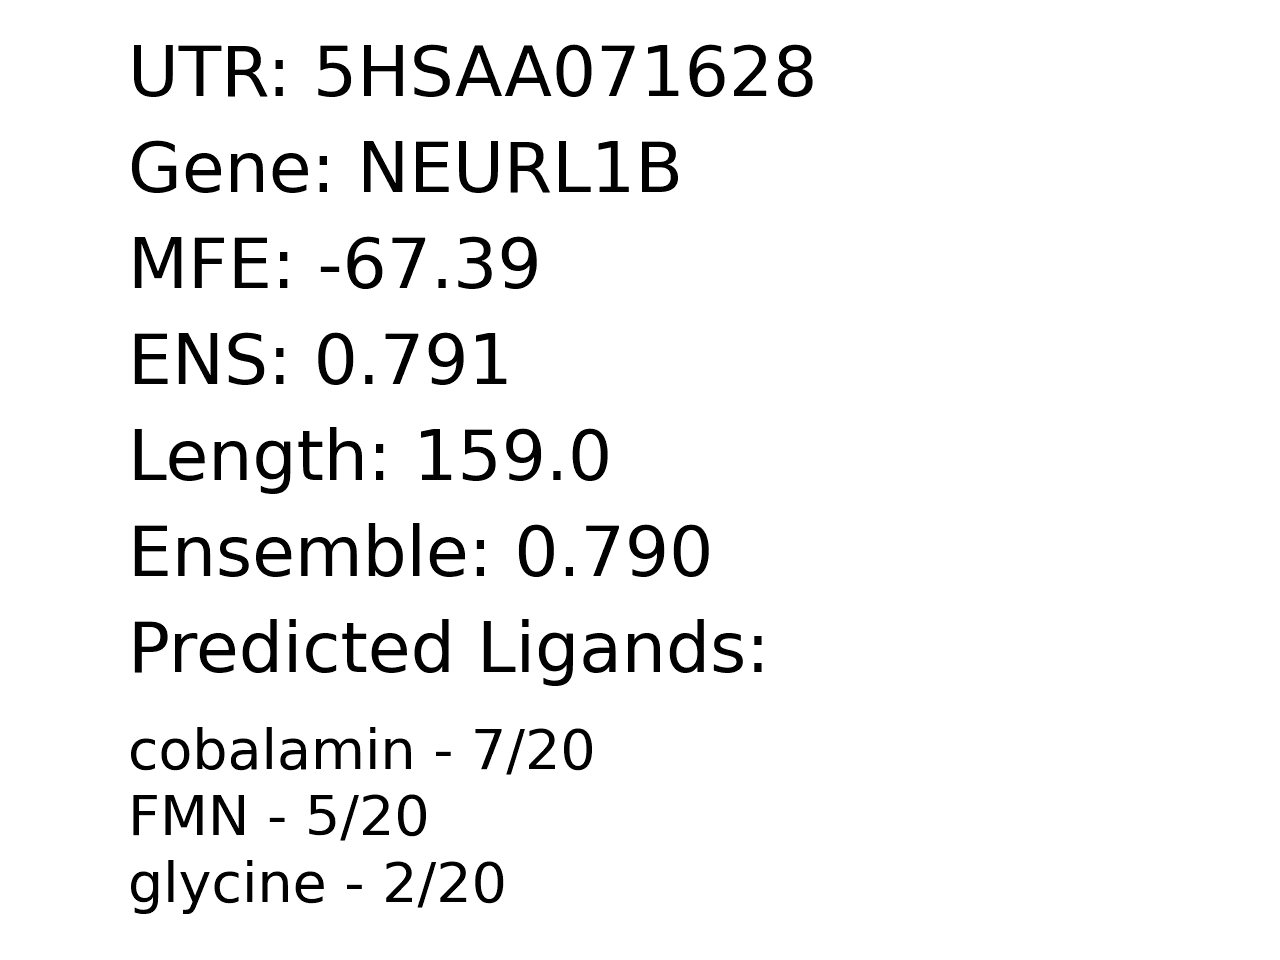 UTR: 5HSAA071628
Gene: NEURL1B
MFE: -67.39
ENS: 0.791
Length: 159.0
Ensemble: 0.790
Predicted Ligands:
cobalamin - 7/20
FMN - 5/20
glycine - 2/20